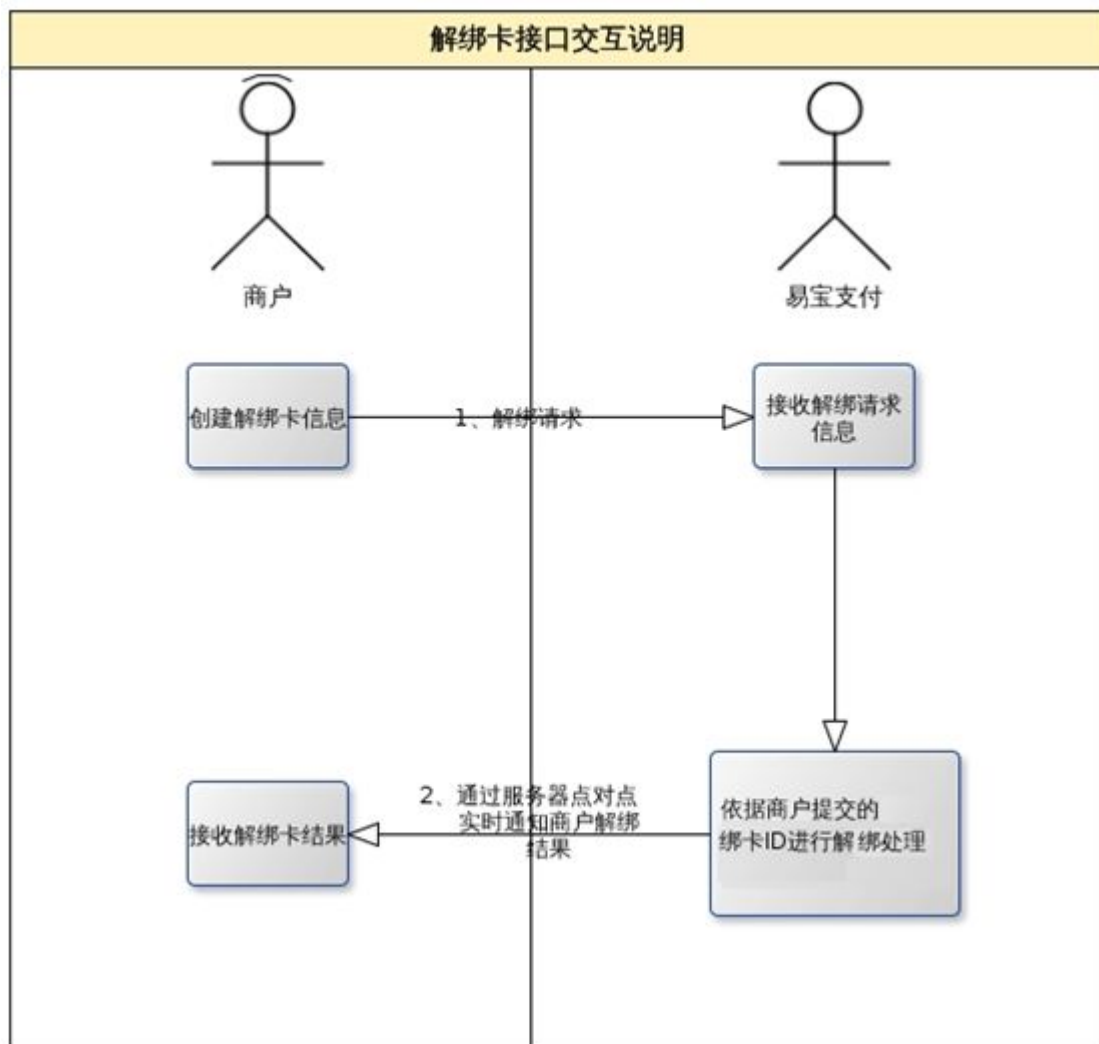 解绑卡接口交互说明
商户
易宝支付
创建解绑卡信息
1、解绑请求
接收解绑请求
信息
接收解绑卡结果
2、通过服务器点对点
实时通知商户解绑
结果
依据商户提交的
绑卡ID进行解 绑处理